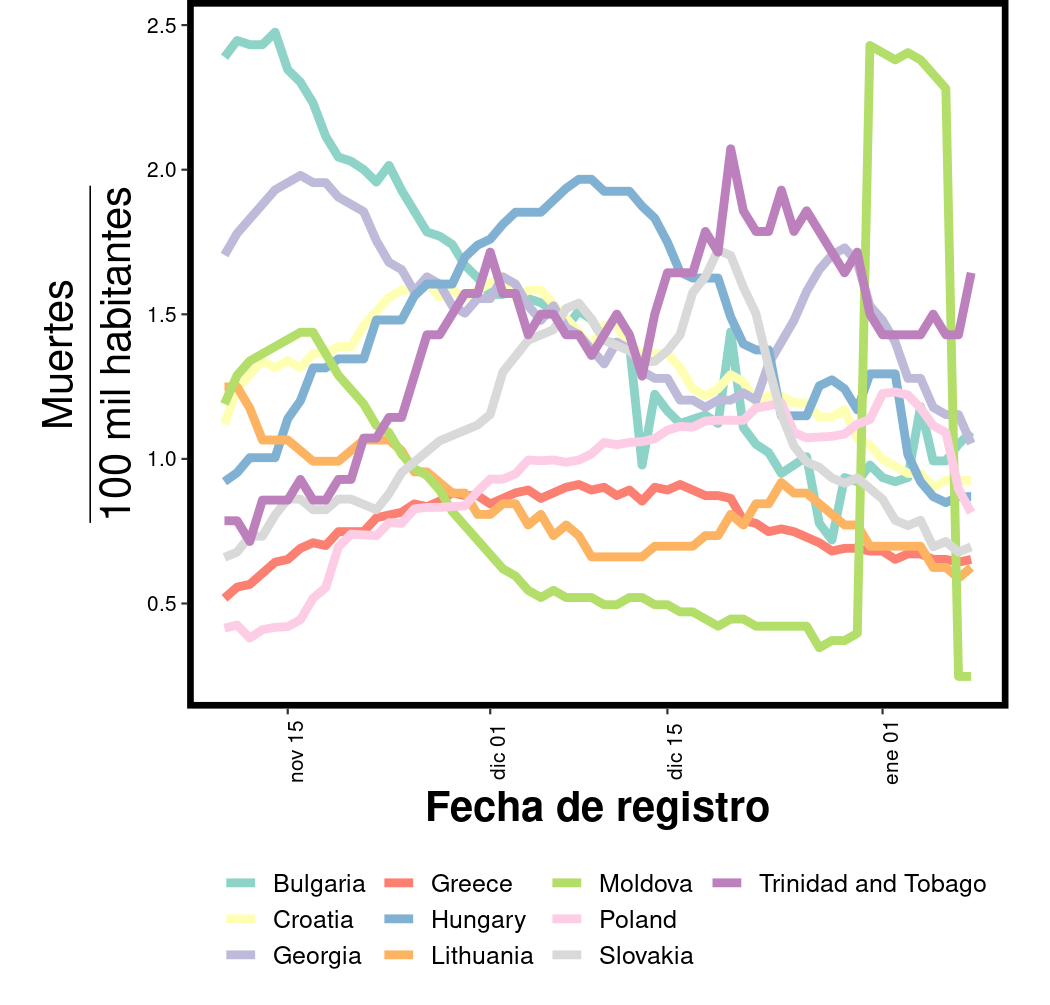 2.5
2.0
1.5
1.0
0.5
Muertes
100 mil habitantes
nov 15
dic 01
dic 15
ene 01
Fecha de registro
Bulgaria Greece Moldova Trinidad and Tobago
Croatia Hungary Poland
Georgia Lithuania Slovakia